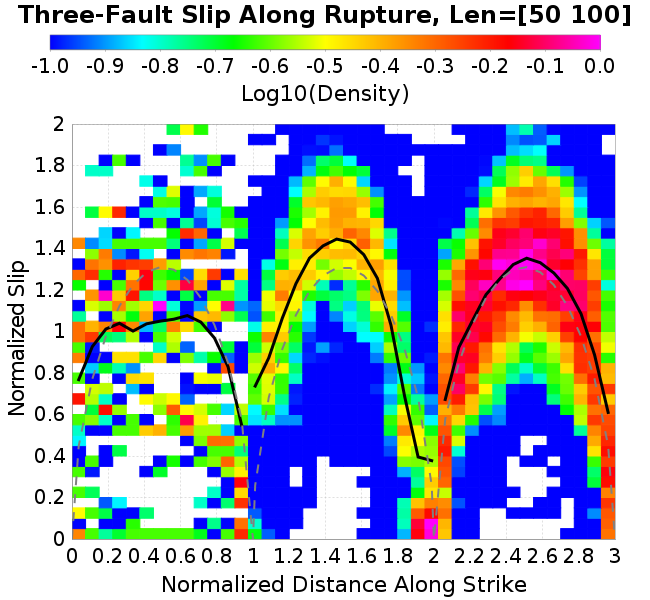 Three-Fault Slip Along Rupture, Len=[50 100]
-1.0 -0.9 -0.8 -0.7 -0.6 -0.5 -0.4 -0.3 -0.2 -0.1 0.0
Log10(Density)
2
1.8
1.6
1.4
1.2
1
0.8
0.6
0.4
0.2
0
Normalized Slip
0 0.2 0.4 0.6 0.8 1 1.2 1.4 1.6 1.8 2 2.2 2.4 2.6 2.8 3
Normalized Distance Along Strike